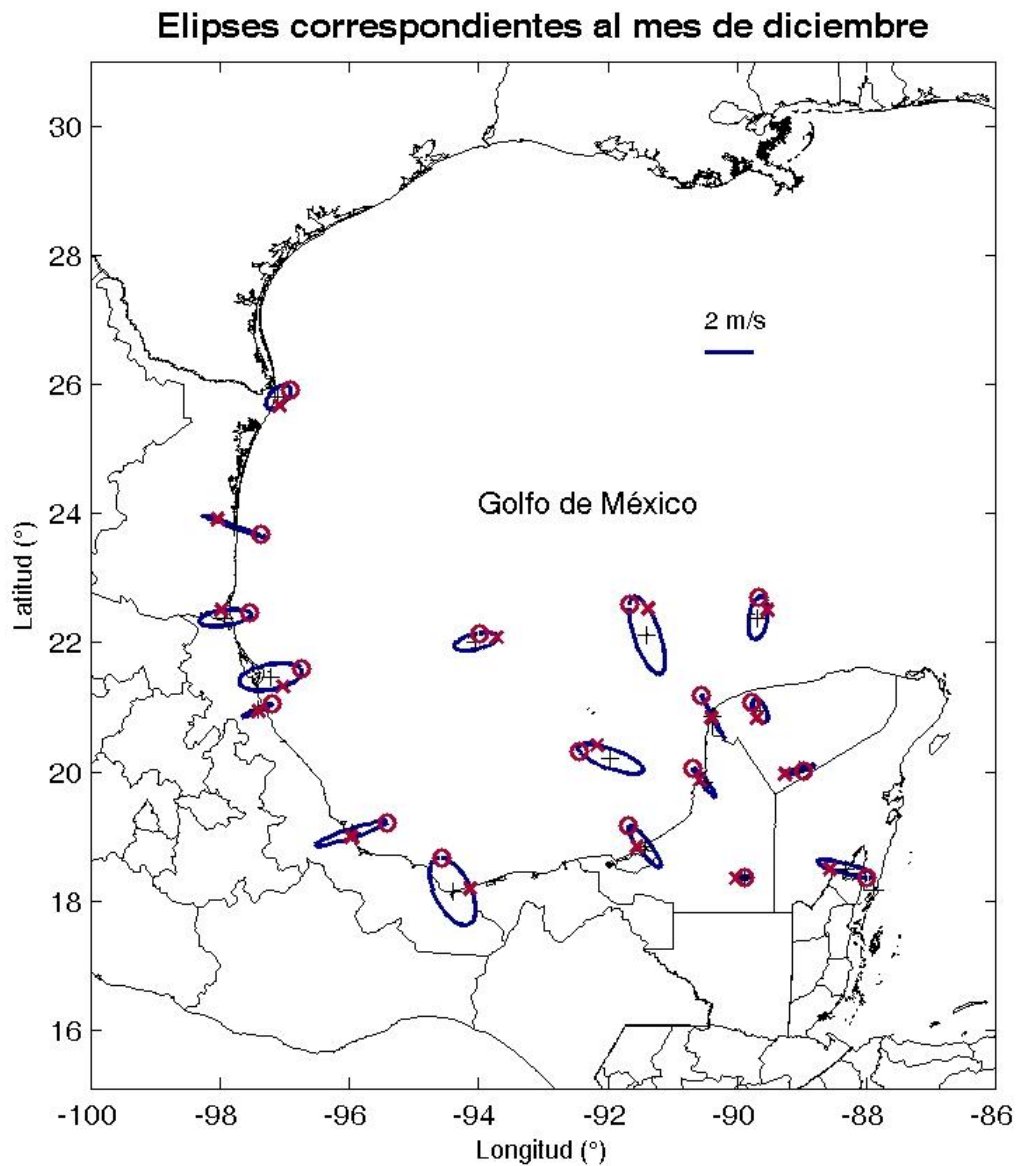 Elipses correspondientes al mes de diciembre
30
28
2 m/s
26
Golfo de México
24
Latitud (°)
22
20
18
16
-100 -98 -96 -94 -92 -90 -88 -86
Longitud (°)